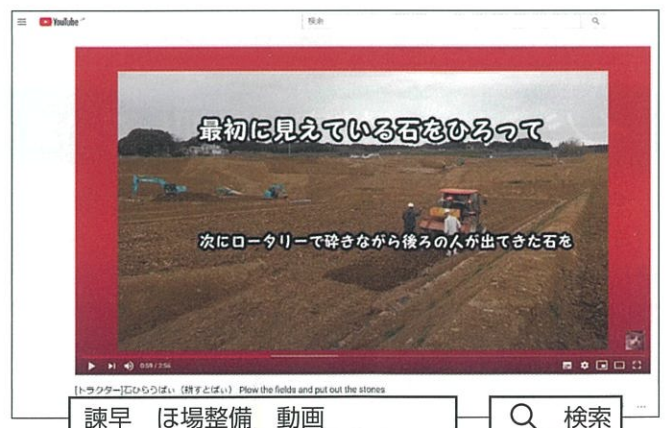 YouTube JP
検索
最初に見えている石をひろって
次にロータリーで砕きながら後ろの人が出てきた石を
0:59 / 2:56
[トラクター]石ひらうばい(耕すとばい) Plow the fields and put out the stones
諫早 ほ場整備 動画
検索